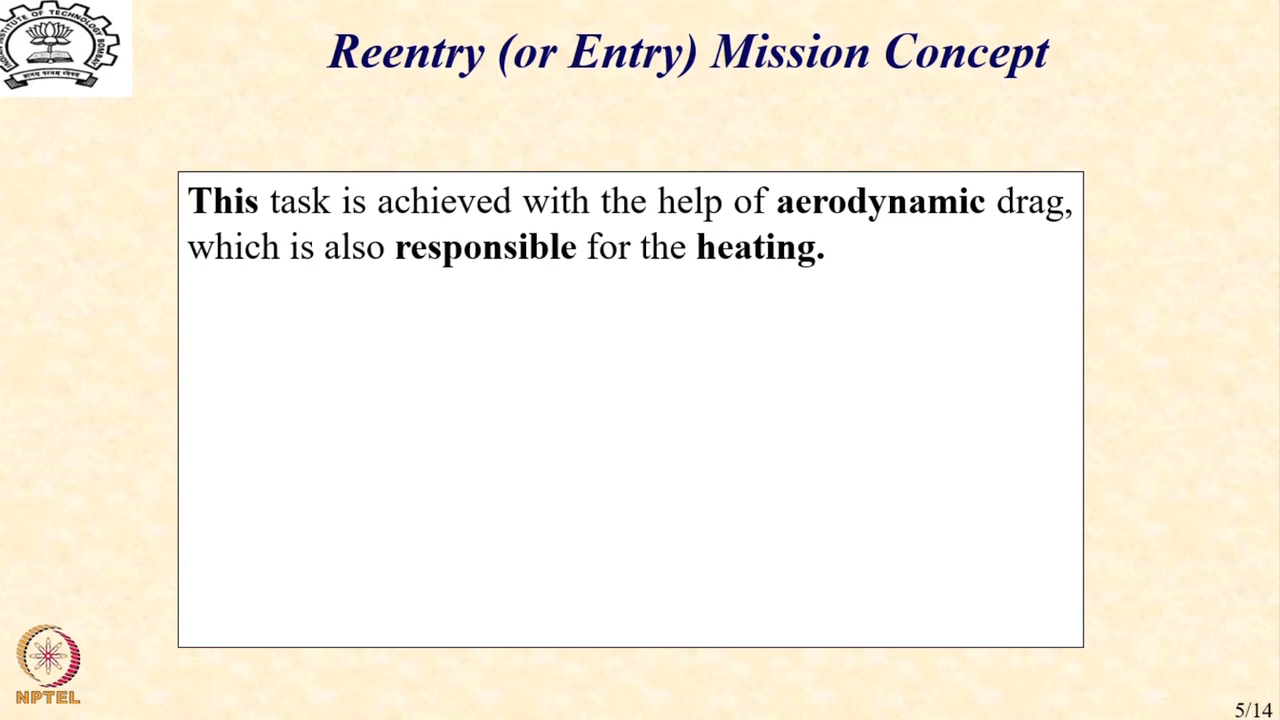 Reentry (or Entry) Mission Concept
This task is achieved with the help of aerodynamic drag,
which is also responsible for the heating.
NPTEL
5/14